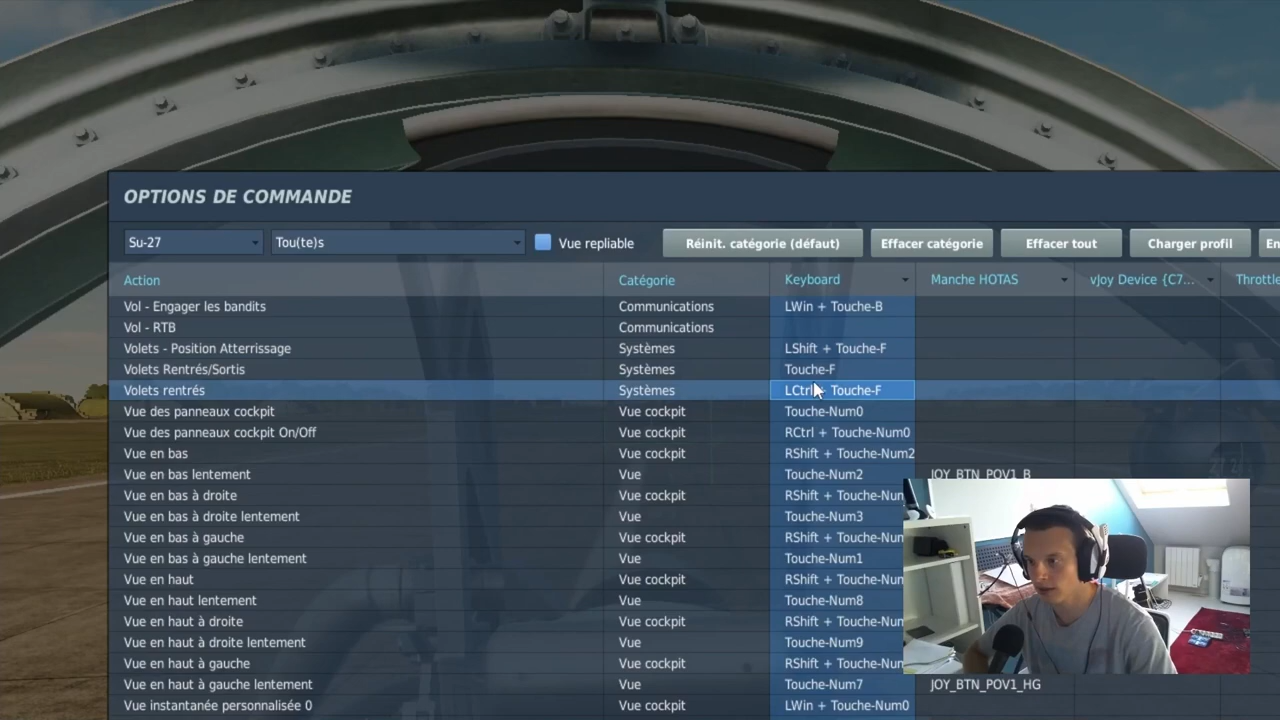 OPTIONS DE COMMANDE
Su-27 Tou(te)s Vue repliable Réinit. catégorie (défaut) Effacer catégorie Effacer tout Charger profil En
Action Catégorie Keyboard Manche HOTAS vJoy Device {C7... Throttle
Vol - Engager les bandits Communications LWin + Touche-B
Vol - RTB Communications
Volets - Position Atterrissage Systèmes LShift + Touche-F
Volets Rentrés/Sortis Systèmes Touche-F
Volets rentrés Systèmes LCtrl + Touche-F
Vue des panneaux cockpit Vue cockpit Touche-Num0
Vue des panneaux cockpit On/Off Vue cockpit RCtrl + Touche-Num0
Vue en bas Vue cockpit RShift + Touche-Num2
Vue en bas lentement Vue Touche-Num2 JOY_BTN_POV1_B
Vue en bas à droite Vue cockpit RShift + Touche-Num
Vue en bas à droite lentement Vue Touche-Num3
Vue en bas à gauche Vue cockpit RShift + Touche-Num
Vue en bas à gauche lentement Vue Touche-Num1
Vue en haut Vue cockpit RShift + Touche-Num
Vue en haut lentement Vue Touche-Num8
Vue en haut à droite Vue cockpit RShift + Touche-Num
Vue en haut à droite lentement Vue Touche-Num9
Vue en haut à gauche Vue cockpit RShift + Touche-Num
Vue en haut à gauche lentement Vue Touche-Num7 JOY_BTN_POV1_HG
Vue instantanée personnalisée 0 Vue cockpit LWin + Touche-Num0